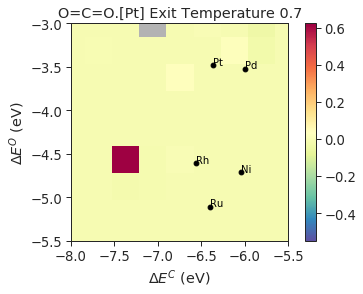 O=C=O.[Pt] Exit Temperature 0.7
−3.0
−3.5
−4.0
−4.5
−5.0
−5.5
ΔE^O (eV)
Pt
Pd
Rh
Ni
Ru
−8.0 −7.5 −7.0 −6.5 −6.0 −5.5
ΔE^C (eV)
0.6
0.4
0.2
0.0
−0.2
−0.4